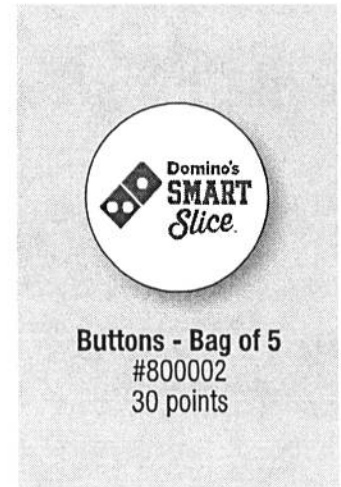 Domino's
SMART
Slice.
Buttons - Bag of 5
#800002
30 points